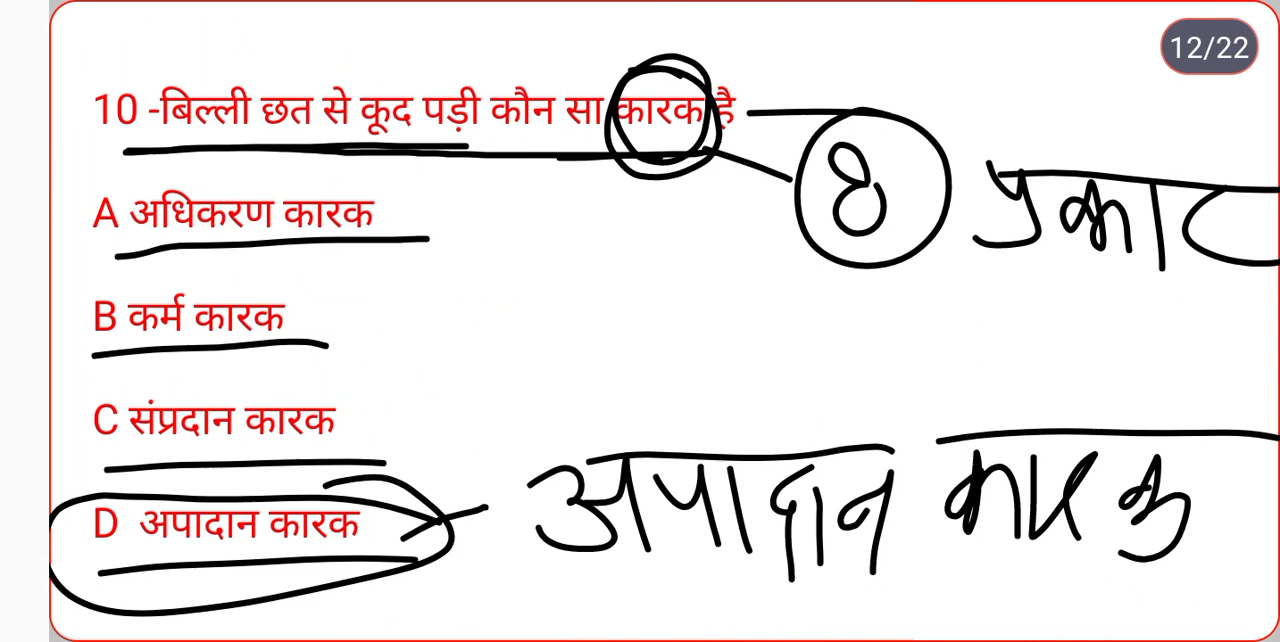 12/22
10 -बिल्ली छत से कूद पड़ी कौन सा कारक है
8 प्रकार
A अधिकरण कारक
B कर्म कारक
C संप्रदान कारक
D अपादान कारक
अपादान कारक